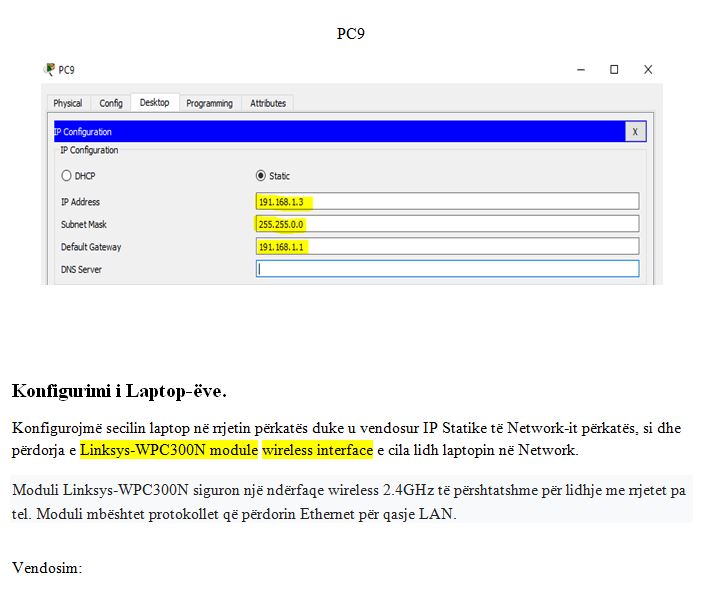 PC9
PC9
Physical Config Desktop Programming Attributes
IP Configuration X
IP Configuration
DHCP Static
IP Address 191.168.1.3
Subnet Mask 255.255.0.0
Default Gateway 191.168.1.1
DNS Server
Konfigurimi i Laptop-ëve.
Konfigurojmë secilin laptop në rrjetin përkatës duke u vendosur IP Statike të Network-it përkatës, si dhe
përdorja e Linksys-WPC300N module wireless interface e cila lidh laptopin në Network.
Moduli Linksys-WPC300N siguron një ndërfaqe wireless 2.4GHz të përshtatshme për lidhje me rrjetet pa
tel. Moduli mbështet protokollet që përdorin Ethernet për qasje LAN.
Vendosim: